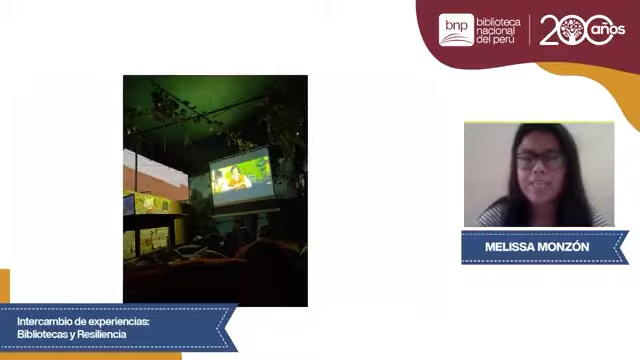 bnp
biblioteca
nacional
del perú
200 años
MELISSA MONZÓN
Intercambio de experiencias:
Bibliotecas y Resiliencia